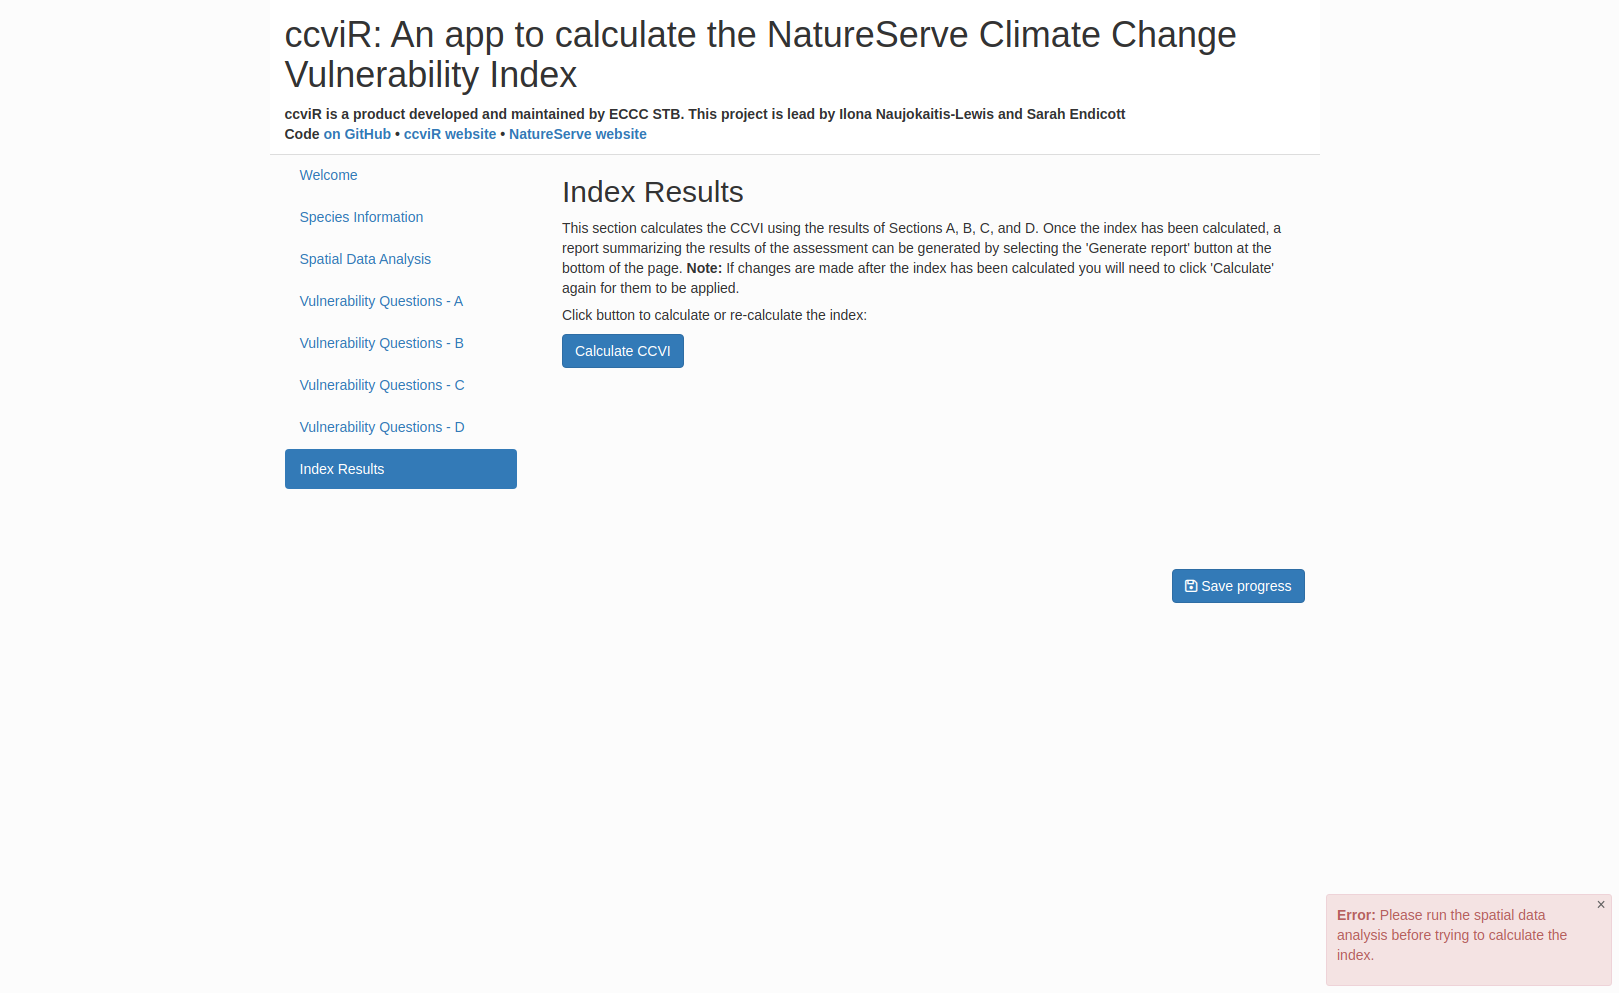 ccviR: An app to calculate the NatureServe Climate Change
Vulnerability Index
ccviR is a product developed and maintained by ECCC STB. This project is lead by Ilona Naujokaitis-Lewis and Sarah Endicott
Code on GitHub • ccviR website • NatureServe website
Welcome
Species Information
Spatial Data Analysis
Vulnerability Questions - A
Vulnerability Questions - B
Vulnerability Questions - C
Vulnerability Questions - D
Index Results
Index Results
This section calculates the CCVI using the results of Sections A, B, C, and D. Once the index has been calculated, a
report summarizing the results of the assessment can be generated by selecting the 'Generate report' button at the
bottom of the page. Note: If changes are made after the index has been calculated you will need to click 'Calculate'
again for them to be applied.
Click button to calculate or re-calculate the index:
Calculate CCVI
Save progress
×
Error: Please run the spatial data
analysis before trying to calculate the
index.